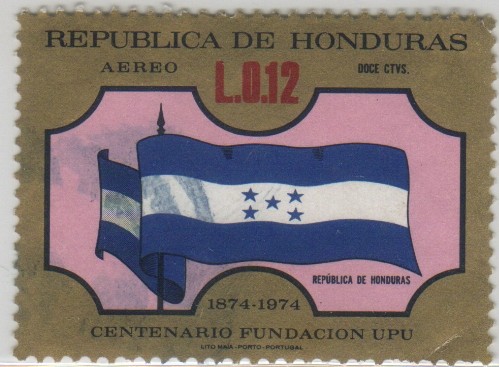 REPUBLICA DE HONDURAS
AEREO L.0.12 DOCE CTVS.
REPÚBLICA DE HONDURAS
1874-1974
CENTENARIO FUNDACION UPU
LITO MAIA-PORTO-PORTUGAL